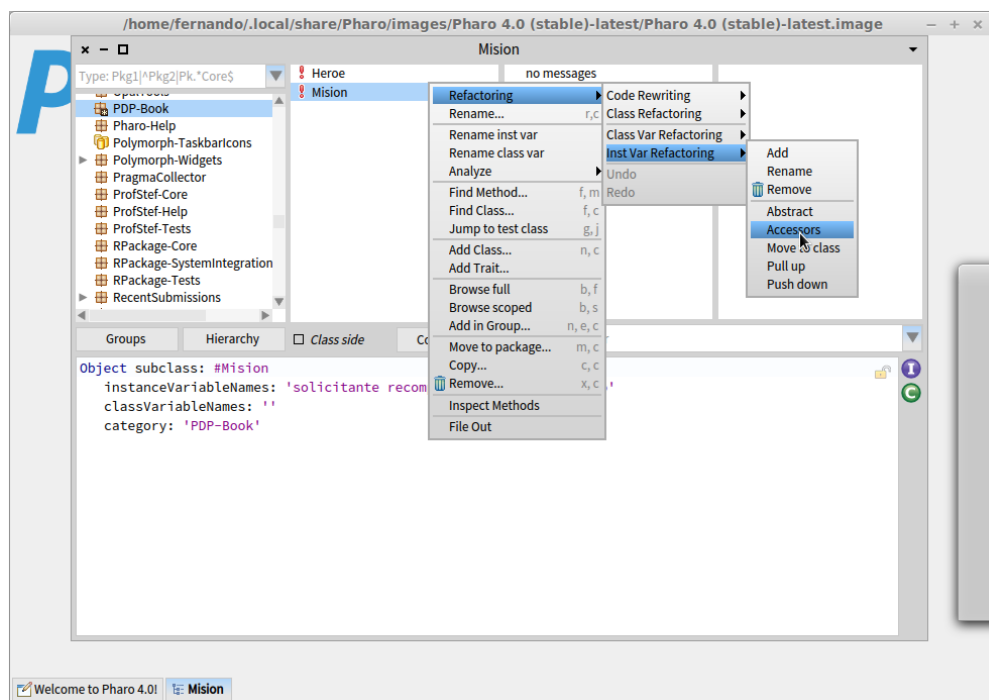 /home/fernando/.local/share/Pharo/images/Pharo 4.0 (stable)-latest/Pharo 4.0 (stable)-latest.image
Mision
Type: Pkg1|^Pkg2|Pk.*Core$
PDP-Book
Pharo-Help
Polymorph-TaskbarIcons
Polymorph-Widgets
PragmaCollector
ProfStef-Core
ProfStef-Help
ProfStef-Tests
RPackage-Core
RPackage-SystemIntegration
RPackage-Tests
RecentSubmissions
Heroe
Mision
no messages
Refactoring
Rename... r,c
Rename inst var
Rename class var
Analyze
Find Method... f, m
Find Class... f, c
Jump to test class g, j
Add Class... n, c
Add Trait...
Browse full b, f
Browse scoped b, s
Add in Group... n, e, c
Move to package... m, c
Copy... c, c
Remove... x, c
Inspect Methods
File Out
Code Rewriting
Class Refactoring
Class Var Refactoring
Inst Var Refactoring
Undo
Redo
Add
Rename
Remove
Abstract
Accessors
Move to class
Pull up
Push down
Groups Hierarchy Class side
Object subclass: #Mision
instanceVariableNames: 'solicitante recom '
classVariableNames: ''
category: 'PDP-Book'
I
C
Welcome to Pharo 4.0! Mision